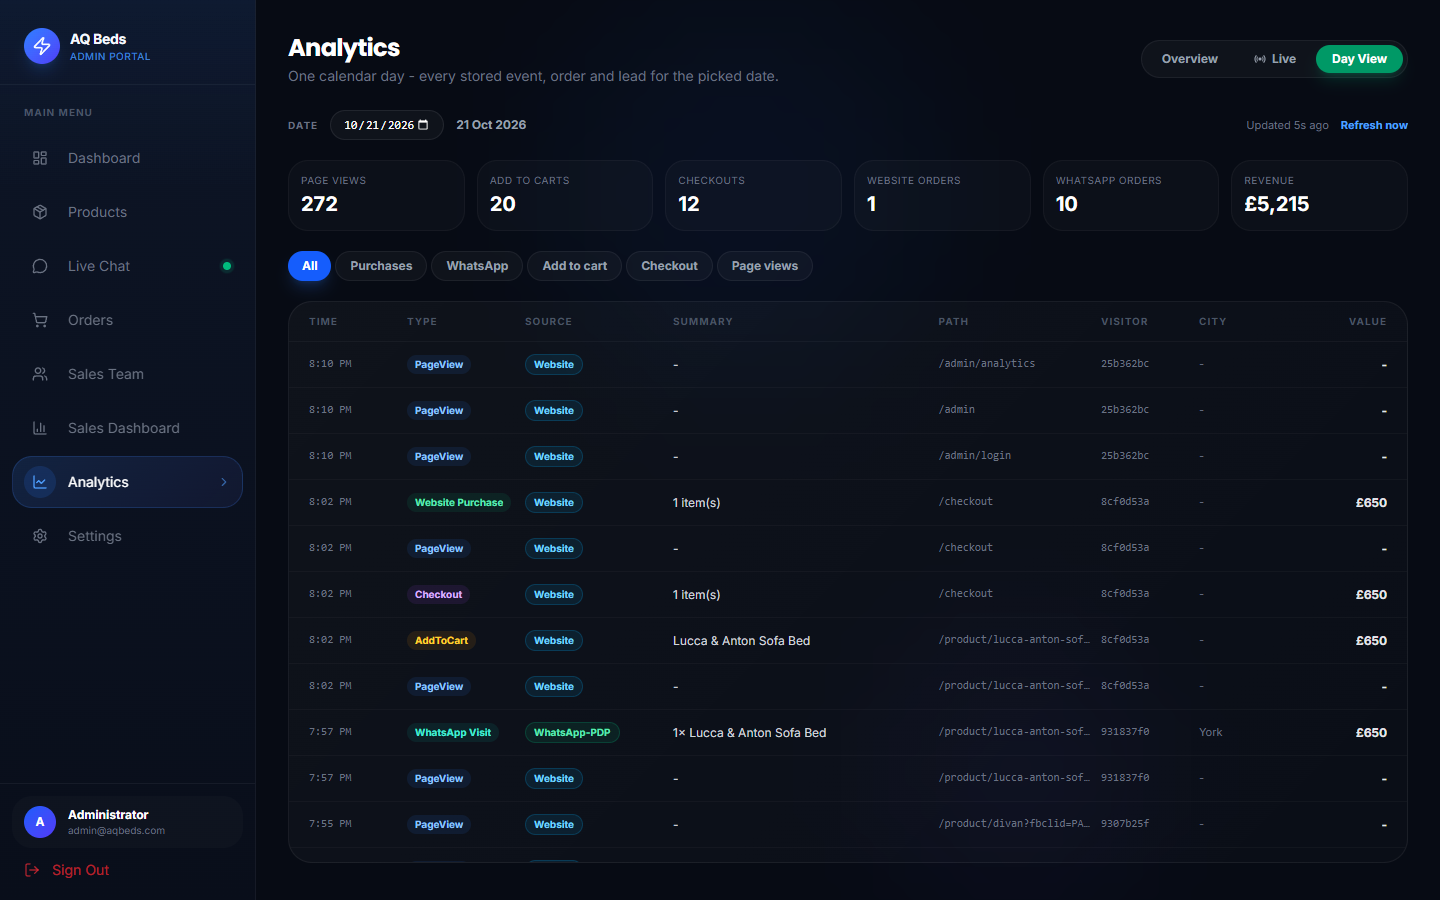 AQ Beds
ADMIN PORTAL
MAIN MENU
Dashboard
Products
Live Chat
Orders
Sales Team
Sales Dashboard
Analytics
Settings
A
Administrator
admin@aqbeds.com
Sign Out
Analytics
One calendar day - every stored event, order and lead for the picked date.
Overview Live Day View
DATE 10/21/2026 21 Oct 2026 Updated 5s ago Refresh now
PAGE VIEWS ADD TO CARTS CHECKOUTS WEBSITE ORDERS WHATSAPP ORDERS REVENUE
272 20 12 1 10 £5,215
All Purchases WhatsApp Add to cart Checkout Page views
TIME TYPE SOURCE SUMMARY PATH VISITOR CITY VALUE
8:10 PM PageView Website - /admin/analytics 25b362bc - -
8:10 PM PageView Website - /admin 25b362bc - -
8:10 PM PageView Website - /admin/login 25b362bc - -
8:02 PM Website Purchase Website 1 item(s) /checkout 8cf0d53a - £650
8:02 PM PageView Website - /checkout 8cf0d53a - -
8:02 PM Checkout Website 1 item(s) /checkout 8cf0d53a - £650
8:02 PM AddToCart Website Lucca & Anton Sofa Bed /product/lucca-anton-sof… 8cf0d53a - £650
8:02 PM PageView Website - /product/lucca-anton-sof… 8cf0d53a - -
7:57 PM WhatsApp Visit WhatsApp-PDP 1× Lucca & Anton Sofa Bed /product/lucca-anton-sof… 931837f0 York £650
7:57 PM PageView Website - /product/lucca-anton-sof… 931837f0 - -
7:55 PM PageView Website - /product/divan?fbclid=PA… 9307b25f - -